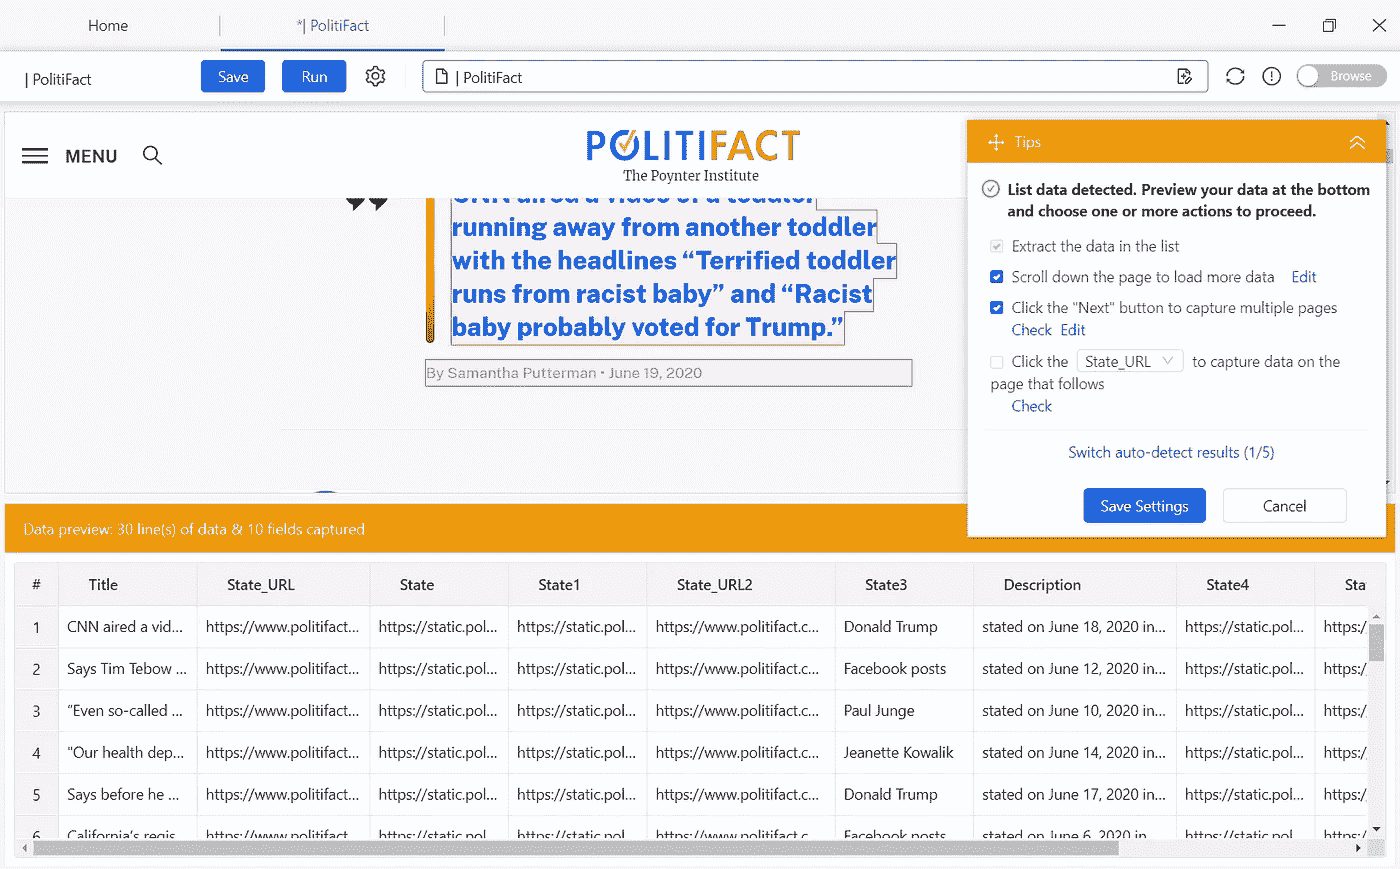 Home
*| PolitiFact
| PolitiFact
Save
Run
| PolitiFact
Browse
MENU
POLITIFACT
The Poynter Institute
CNN aired a video of a toddler
running away from another toddler
with the headlines “Terrified toddler
runs from racist baby” and “Racist
baby probably voted for Trump.”
By Samantha Putterman • June 19, 2020
Tips
List data detected. Preview your data at the bottom
and choose one or more actions to proceed.
Extract the data in the list
Scroll down the page to load more data Edit
Click the "Next" button to capture multiple pages
Check Edit
Click the State_URL to capture data on the
page that follows
Check
Switch auto-detect results (1/5)
Save Settings
Cancel
Data preview: 30 line(s) of data & 10 fields captured
# Title State_URL State State1 State_URL2 State3 Description State4 Sta
1 CNN aired a vid... https://www.politifact... https://static.pol... https://static.pol... https://www.politifact.c... Donald Trump stated on June 18, 2020 in... https://static.pol... https:/
2 Says Tim Tebow ... https://www.politifact... https://static.pol... https://static.pol... https://www.politifact.c... Facebook posts stated on June 12, 2020 in... https://static.pol... https:/
3 “Even so-called ... https://www.politifact... https://static.pol... https://static.pol... https://www.politifact.c... Paul Junge stated on June 10, 2020 in... https://static.pol... https:/
4 "Our health dep... https://www.politifact... https://static.pol... https://static.pol... https://www.politifact.c... Jeanette Kowalik stated on June 14, 2020 in... https://static.pol... https:/
5 Says before he ... https://www.politifact... https://static.pol... https://static.pol... https://www.politifact.c... Donald Trump stated on June 17, 2020 in... https://static.pol... https:/
6 California’s regis https://www.politifact https://static.pol... https://static.pol... https://www.politifact.c Facebook posts stated on June 6, 2020 in https://static.pol... https:/